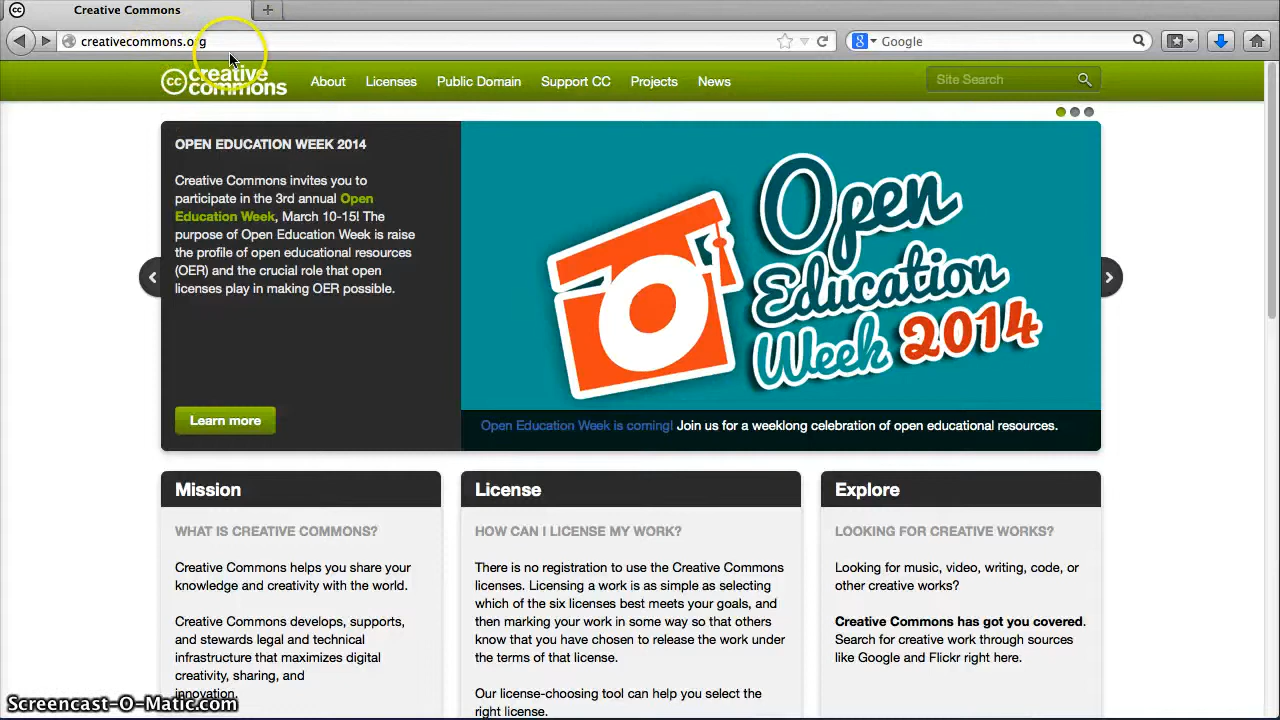 Creative Commons
creativecommons.org
Google
creative commons
About Licenses Public Domain Support CC Projects News
Site Search
OPEN EDUCATION WEEK 2014
Creative Commons invites you to
participate in the 3rd annual Open
Education Week, March 10-15! The
purpose of Open Education Week is raise
the profile of open educational resources
(OER) and the crucial role that open
licenses play in making OER possible.
Learn more
Open
Education
Week 2014
Open Education Week is coming! Join us for a weeklong celebration of open educational resources.
Mission
WHAT IS CREATIVE COMMONS?
Creative Commons helps you share your
knowledge and creativity with the world.
Creative Commons develops, supports,
and stewards legal and technical
infrastructure that maximizes digital
creativity, sharing, and
innovation.
License
HOW CAN I LICENSE MY WORK?
There is no registration to use the Creative Commons
licenses. Licensing a work is as simple as selecting
which of the six licenses best meets your goals, and
then marking your work in some way so that others
know that you have chosen to release the work under
the terms of that license.
Our license-choosing tool can help you select the
right license.
Explore
LOOKING FOR CREATIVE WORKS?
Looking for music, video, writing, code, or
other creative works?
Creative Commons has got you covered.
Search for creative work through sources
like Google and Flickr right here.
Screencast-O-Matic.com